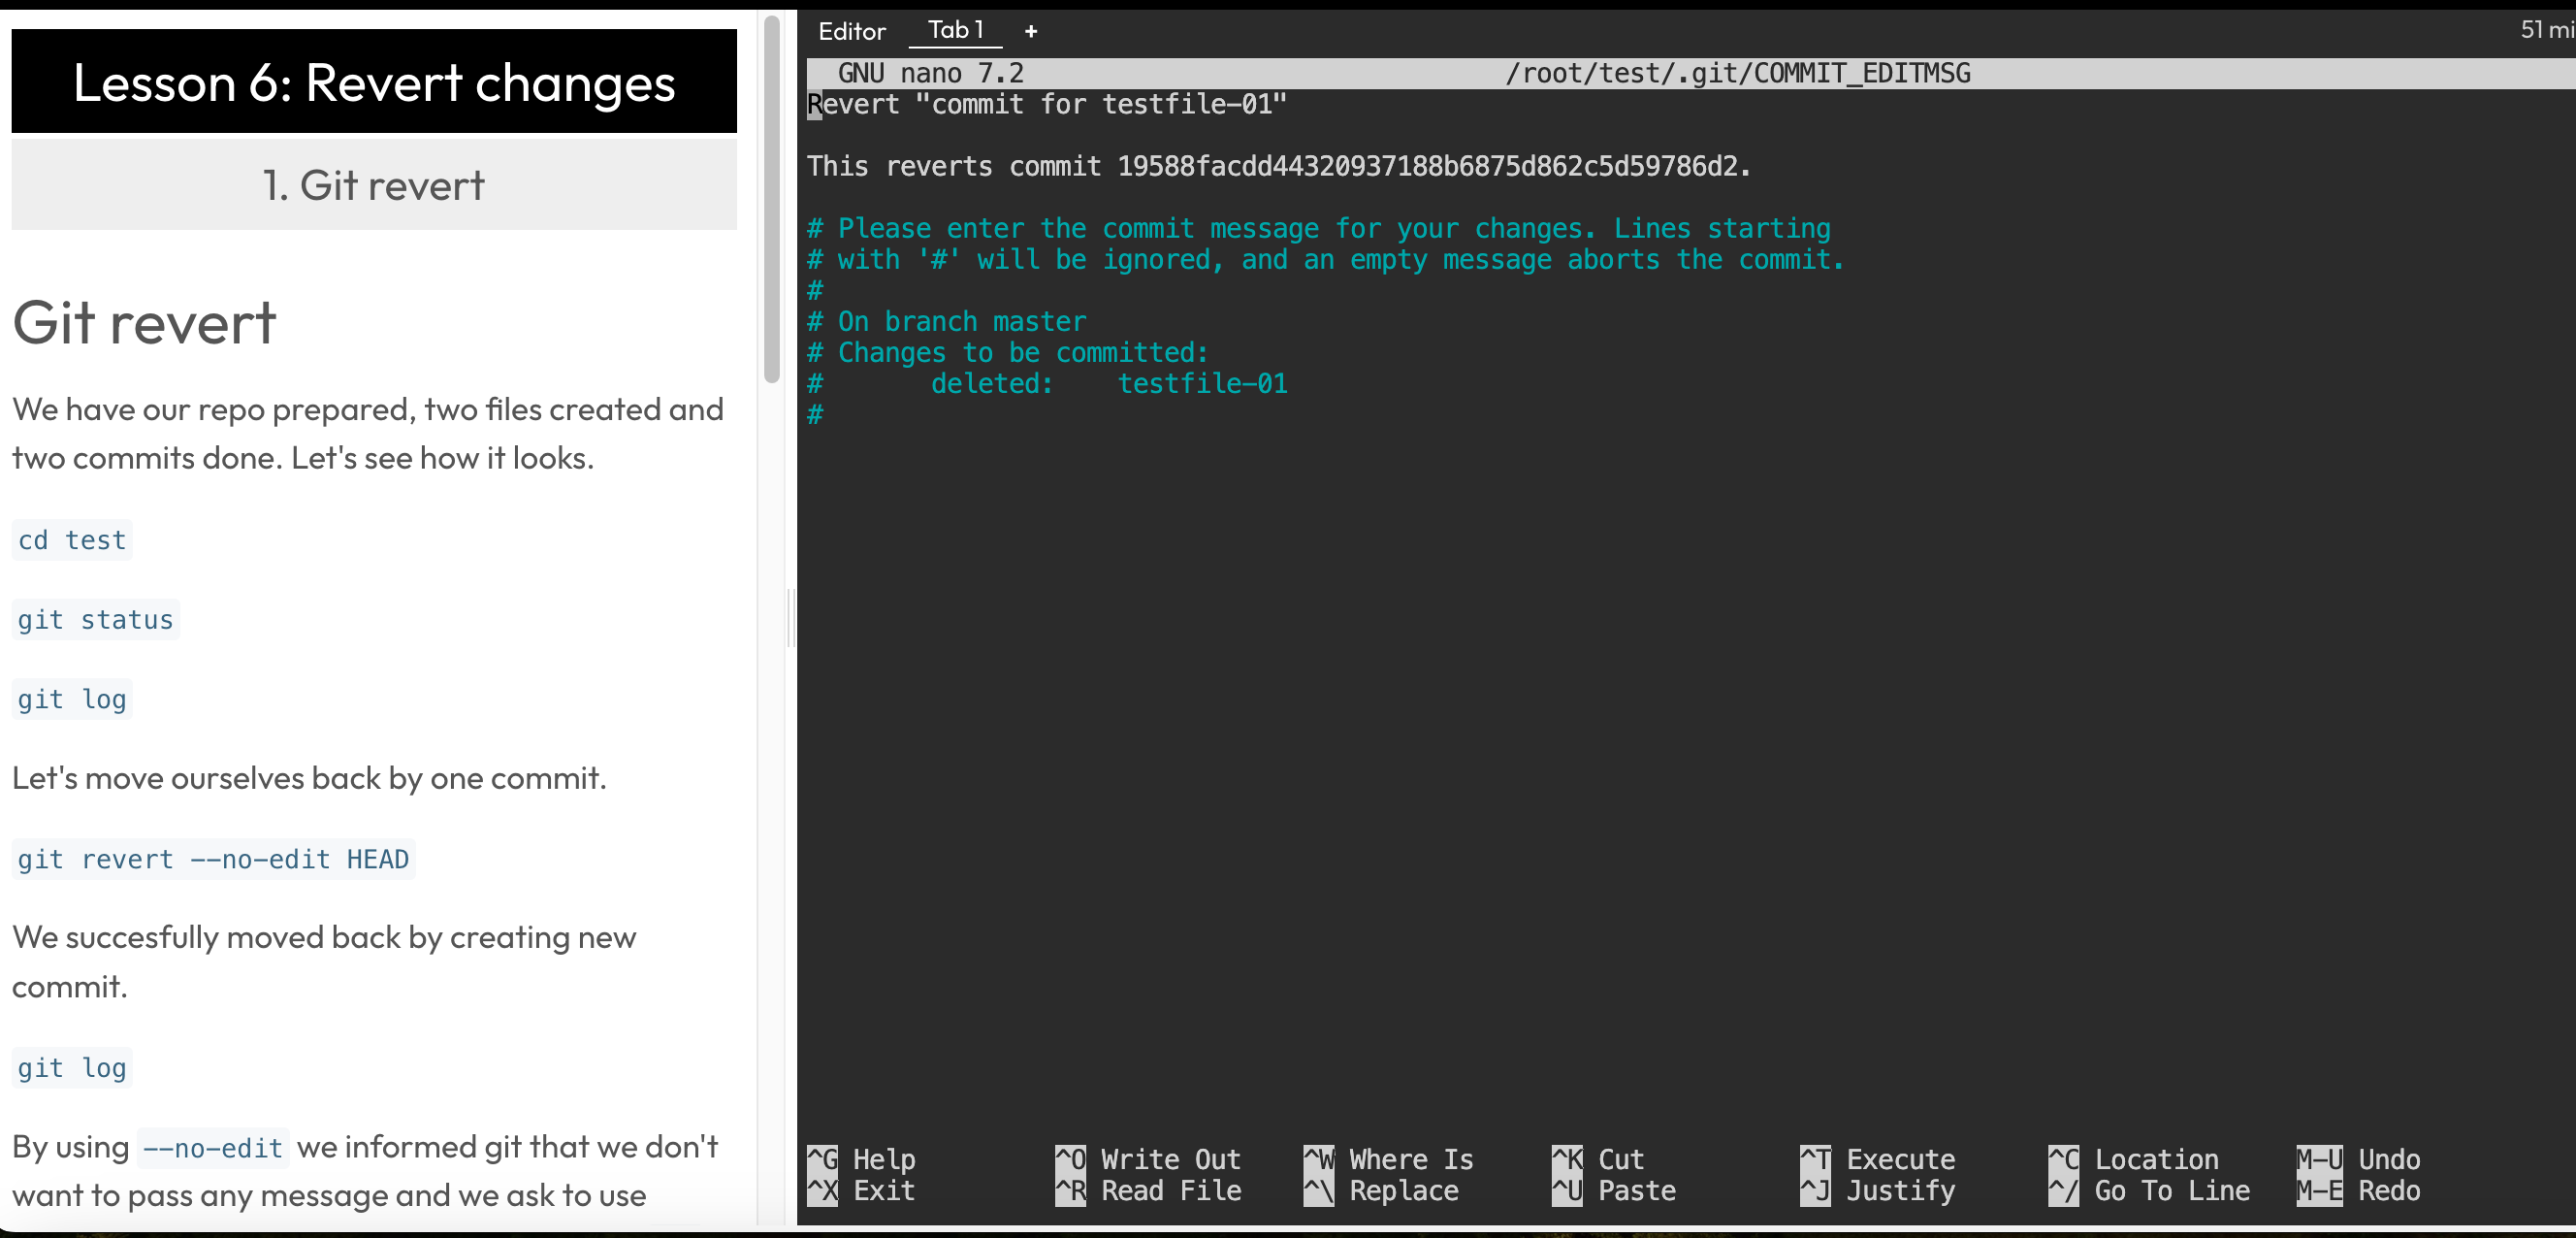 Lesson 6: Revert changes
1. Git revert
Git revert
We have our repo prepared, two files created and
two commits done. Let's see how it looks.
cd test
git status
git log
Let's move ourselves back by one commit.
git revert --no-edit HEAD
We succesfully moved back by creating new
commit.
git log
By using --no-edit we informed git that we don't
want to pass any message and we ask to use
Editor Tab 1 + 51 mi
GNU nano 7.2 /root/test/.git/COMMIT_EDITMSG
Revert "commit for testfile-01"
This reverts commit 19588facdd44320937188b6875d862c5d59786d2.
# Please enter the commit message for your changes. Lines starting
# with '#' will be ignored, and an empty message aborts the commit.
#
# On branch master
# Changes to be committed:
# deleted: testfile-01
#
^G Help ^O Write Out ^W Where Is ^K Cut ^T Execute ^C Location M-U Undo
^X Exit ^R Read File ^\ Replace ^U Paste ^J Justify ^/ Go To Line M-E Redo